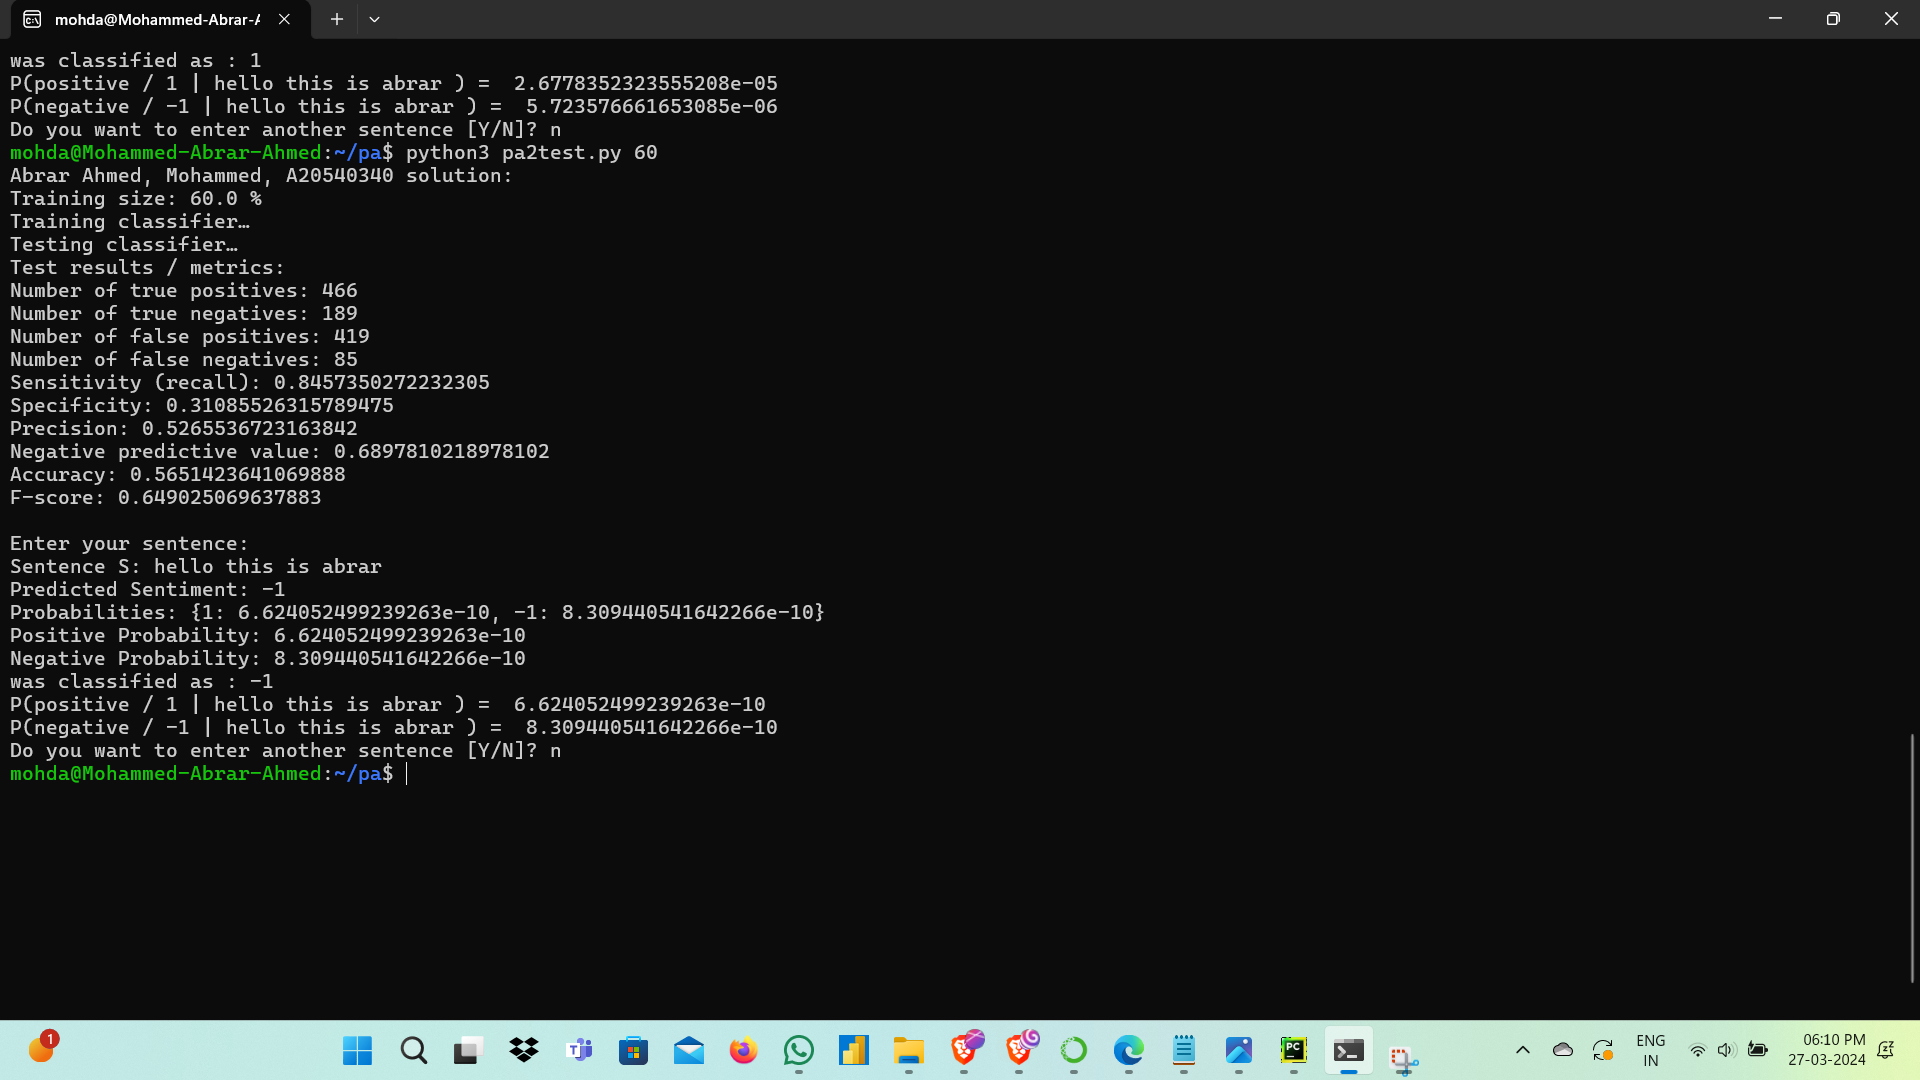 mohda@Mohammed-Abrar-A
was classified as : 1
P(positive / 1 | hello this is abrar ) =  2.6778352323555208e-05
P(negative / -1 | hello this is abrar ) =  5.723576661653085e-06
Do you want to enter another sentence [Y/N]? n
mohda@Mohammed-Abrar-Ahmed:~/pa$ python3 pa2test.py 60
Abrar Ahmed, Mohammed, A20540340 solution:
Training size: 60.0 %
Training classifier…
Testing classifier…
Test results / metrics:
Number of true positives: 466
Number of true negatives: 189
Number of false positives: 419
Number of false negatives: 85
Sensitivity (recall): 0.8457350272232305
Specificity: 0.31085526315789475
Precision: 0.5265536723163842
Negative predictive value: 0.6897810218978102
Accuracy: 0.5651423641069888
F-score: 0.649025069637883
Enter your sentence:
Sentence S: hello this is abrar
Predicted Sentiment: -1
Probabilities: {1: 6.624052499239263e-10, -1: 8.309440541642266e-10}
Positive Probability: 6.624052499239263e-10
Negative Probability: 8.309440541642266e-10
was classified as : -1
P(positive / 1 | hello this is abrar ) =  6.624052499239263e-10
P(negative / -1 | hello this is abrar ) =  8.309440541642266e-10
Do you want to enter another sentence [Y/N]? n
mohda@Mohammed-Abrar-Ahmed:~/pa$
1
PC
ENG
IN
06:10 PM
27-03-2024